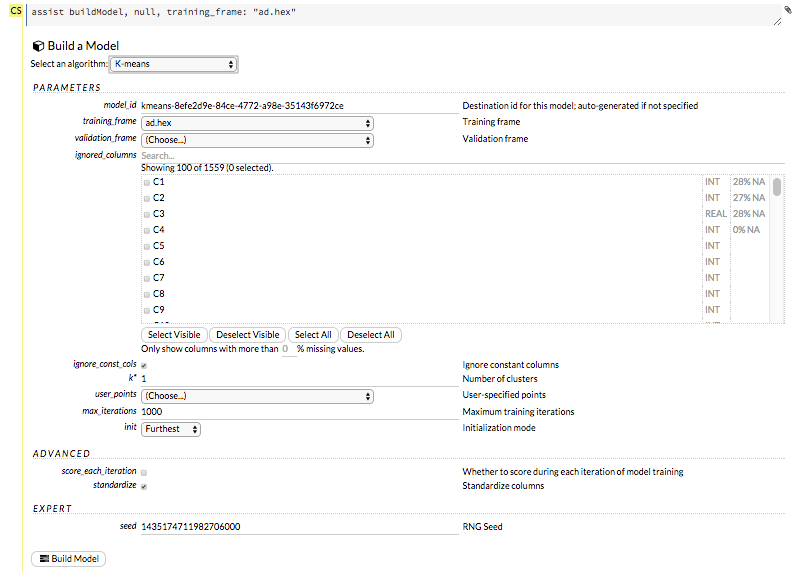 CS assist buildModel, null, training_frame: "ad.hex"
Build a Model
Select an algorithm: K-means
PARAMETERS
model_id kmeans-8efe2d9e-84ce-4772-a98e-35143f6972ce Destination id for this model; auto-generated if not specified
training_frame ad.hex Training frame
validation_frame (Choose...) Validation frame
ignored_columns Search...
Showing 100 of 1559 (0 selected).
C1 INT 28% NA
C2 INT 27% NA
C3 REAL 28% NA
C4 INT 0% NA
C5 INT
C6 INT
C7 INT
C8 INT
C9 INT
Select Visible Deselect Visible Select All Deselect All
Only show columns with more than 0 % missing values.
ignore_const_cols Ignore constant columns
k* 1 Number of clusters
user_points (Choose...) User-specified points
max_iterations 1000 Maximum training iterations
init Furthest Initialization mode
ADVANCED
score_each_iteration Whether to score during each iteration of model training
standardize Standardize columns
EXPERT
seed 1435174711982706000 RNG Seed
Build Model